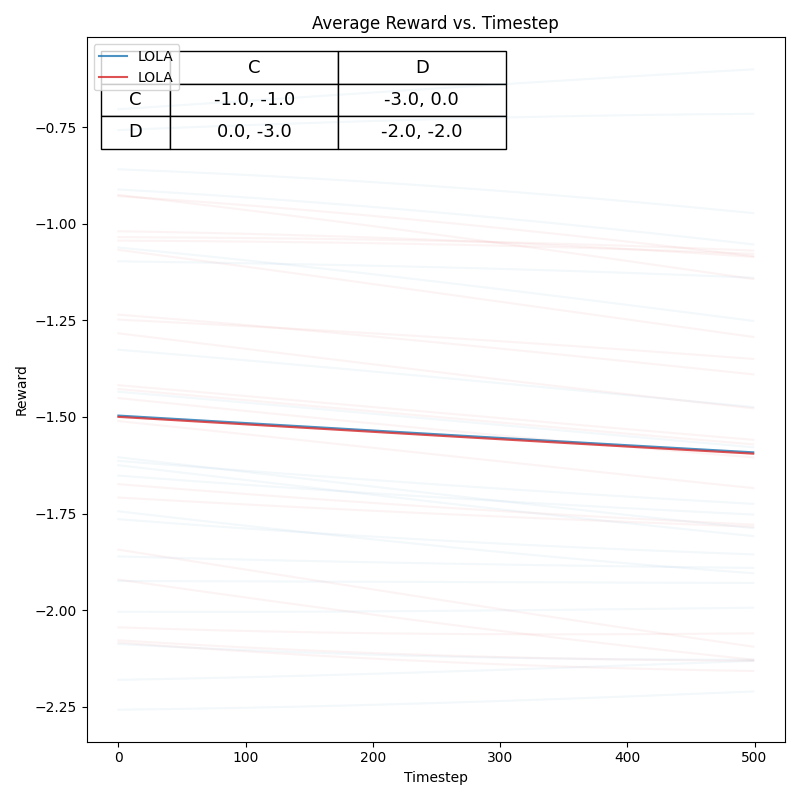 Average Reward vs. Timestep
LOLA
LOLA
C D
C -1.0, -1.0 -3.0, 0.0
D 0.0, -3.0 -2.0, -2.0
Reward
−0.75
−1.00
−1.25
−1.50
−1.75
−2.00
−2.25
0 100 200 300 400 500
Timestep